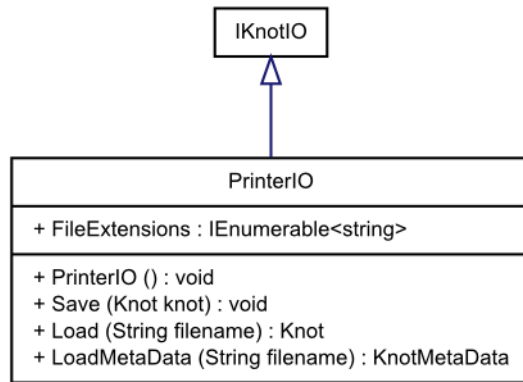 IKnotIO
PrinterIO
+ FileExtensions : IEnumerable<string>
+ PrinterIO () : void
+ Save (Knot knot) : void
+ Load (String filename) : Knot
+ LoadMetaData (String filename) : KnotMetaData